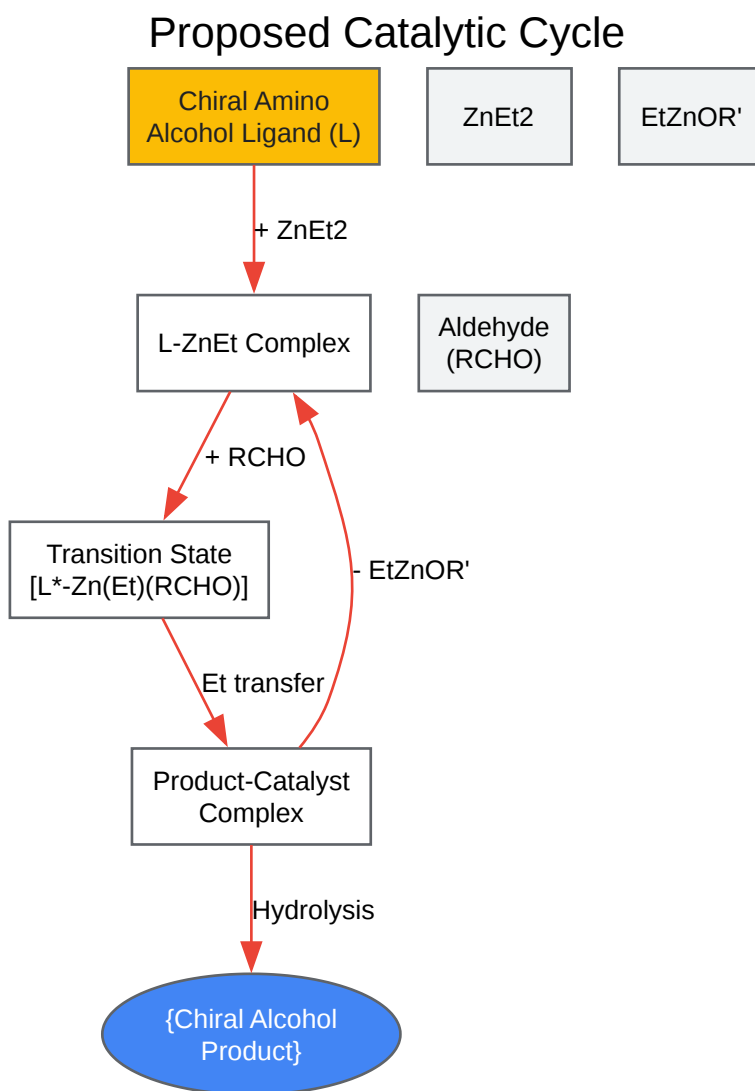 Proposed Catalytic Cycle
Chiral Amino
Alcohol Ligand (L)
ZnEt2
EtZnOR'
+ ZnEt2
L-ZnEt Complex
Aldehyde
(RCHO)
+ RCHO
Transition State
[L*-Zn(Et)(RCHO)]
- EtZnOR'
Et transfer
Product-Catalyst
Complex
Hydrolysis
{Chiral Alcohol
Product}